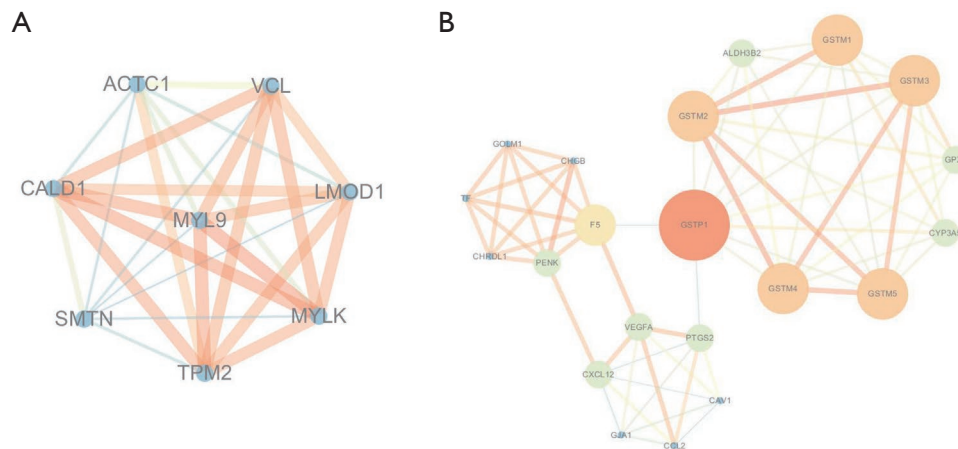 A
ACTC1
VCL
CALD1
LMOD1
MYL9
SMTN
MYLK
TPM2
B
GSTM1
ALDH3B2
GSTM3
GSTM2
GOLM1
CHGB
TF
F5
GSTP1
CHRDL1
PENK
GSTM4
GSTM5
VEGFA
PTGS2
CXCL12
CAV1
GJA1
CCL2